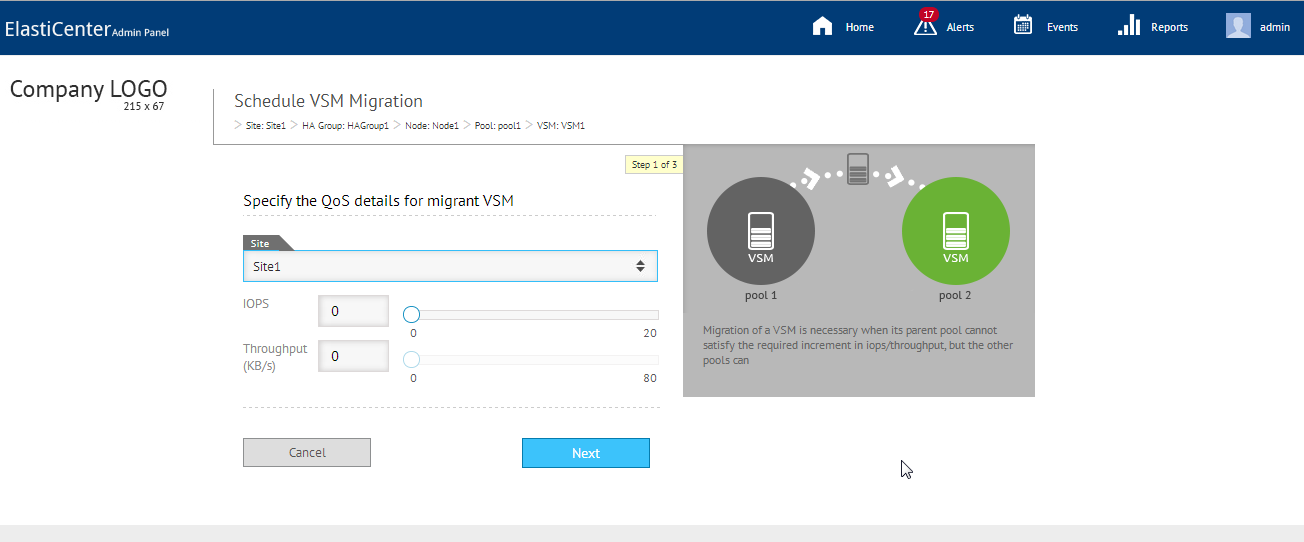 ElastiCenter Admin Panel
Home
17
Alerts
Events
Reports
admin
Company LOGO
215 x 67
Schedule VSM Migration
> Site: Site1 > HA Group: HAGroup1 > Node: Node1 > Pool: pool1 > VSM: VSM1
Step 1 of 3
Specify the QoS details for migrant VSM
Site
Site1
IOPS
0
0
20
Throughput
(KB/s)
0
0
80
Cancel
Next
VSM
VSM
pool 1
pool 2
Migration of a VSM is necessary when its parent pool cannot
satisfy the required increment in iops/throughput, but the other
pools can